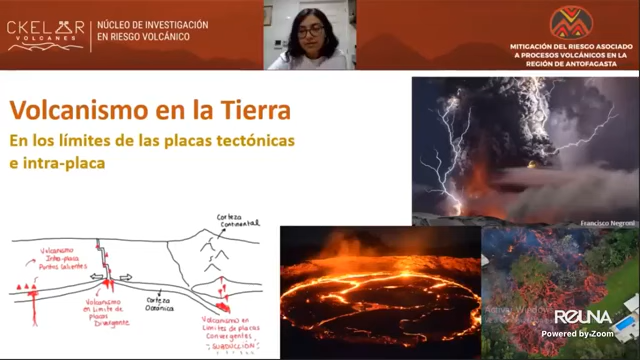 CKELAR
VOLCANES
NÚCLEO DE INVESTIGACIÓN
EN RIESGO VOLCÁNICO
MITIGACIÓN DEL RIESGO ASOCIADO
A PROCESOS VOLCÁNICOS EN LA
REGIÓN DE ANTOFAGASTA
Volcanismo en la Tierra
En los límites de las placas tectónicas
e intra-placa
Corteza
Continental
Volcanismo
Intra-placa
Puntos calientes
Volcanismo
en Límite de
placas
Divergente
Corteza
Oceánica
Volcanismo en
Límites de placas
Convergentes
SUBDUCCIÓN
Francisco Negroni
REUNA
Powered by Zoom